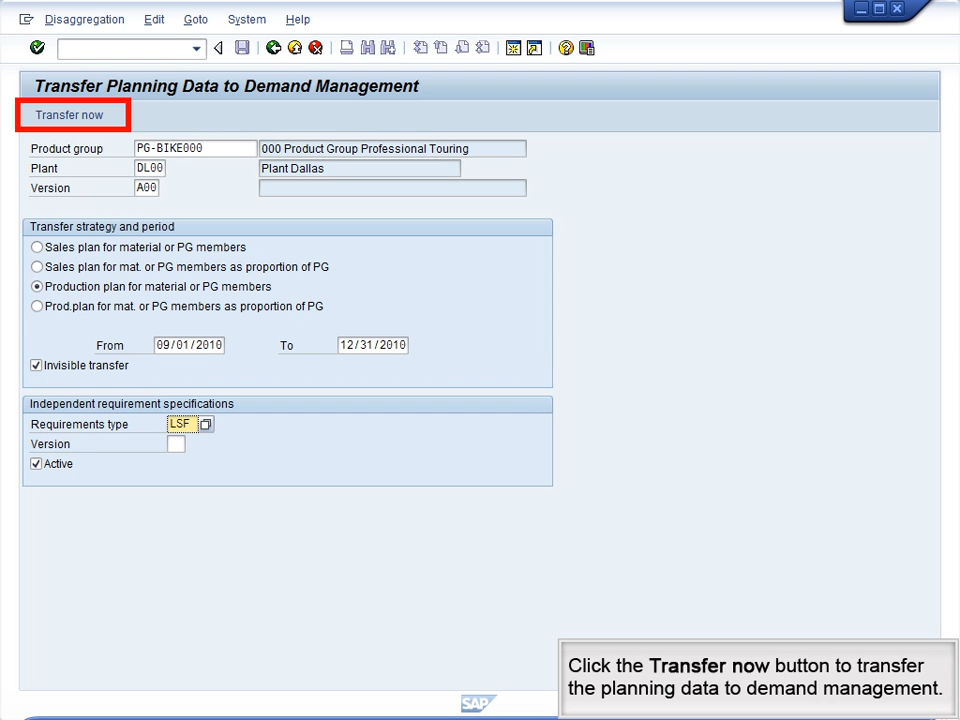 Disaggregation Edit Goto System Help
Transfer Planning Data to Demand Management
Transfer now
Product group PG-BIKE000 000 Product Group Professional Touring
Plant DL00 Plant Dallas
Version A00
Transfer strategy and period
Sales plan for material or PG members
Sales plan for mat. or PG members as proportion of PG
Production plan for material or PG members
Prod.plan for mat. or PG members as proportion of PG
From 09/01/2010 To 12/31/2010
Invisible transfer
Independent requirement specifications
Requirements type LSF
Version
Active
Click the Transfer now button to transfer
the planning data to demand management.
SAP